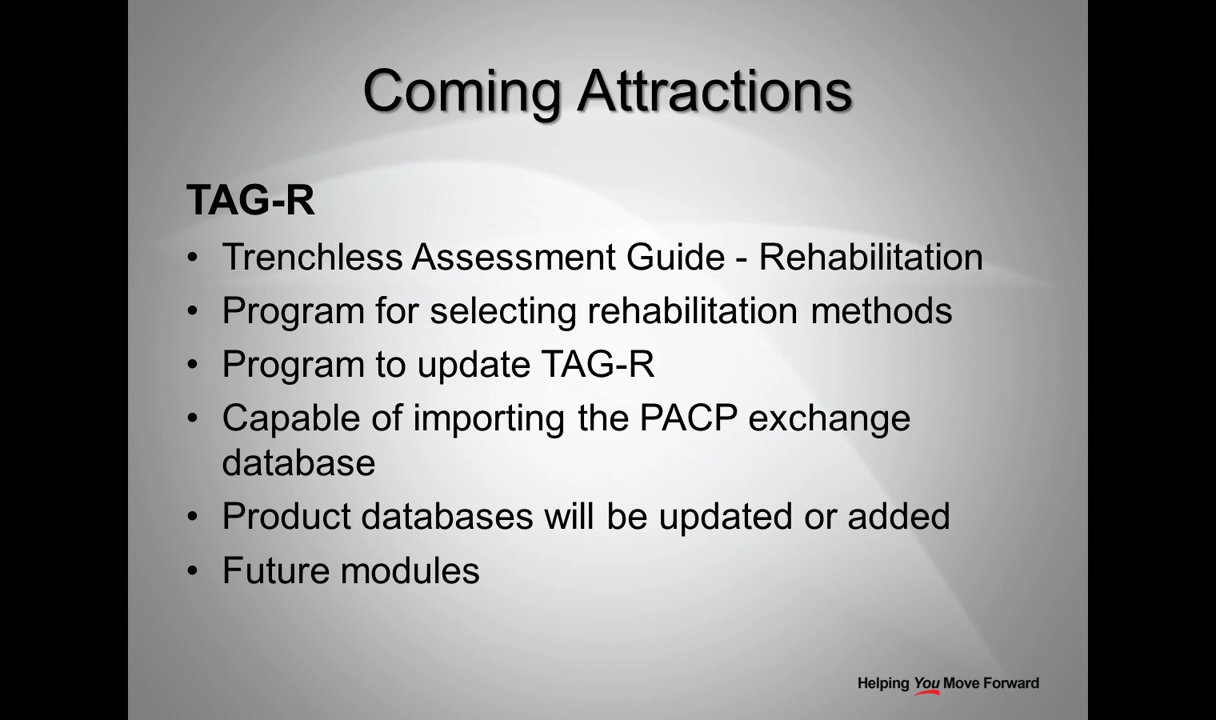 Coming Attractions
TAG-R
• Trenchless Assessment Guide - Rehabilitation
• Program for selecting rehabilitation methods
• Program to update TAG-R
• Capable of importing the PACP exchange
database
• Product databases will be updated or added
• Future modules
Helping You Move Forward